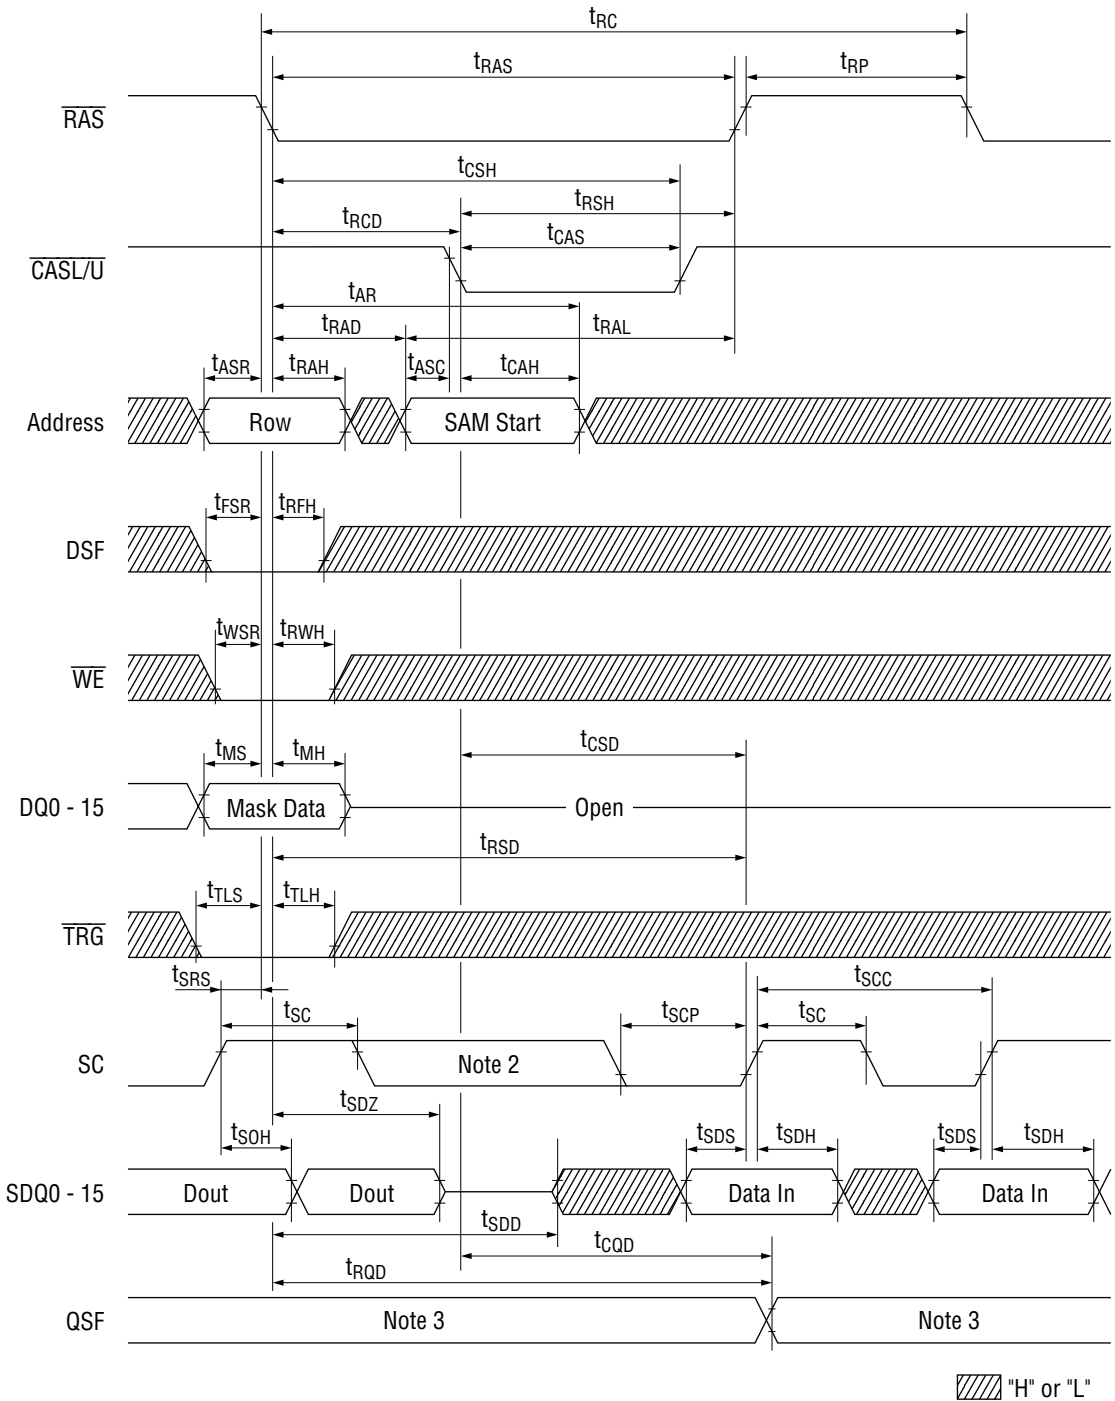 tRC
tRAS
tRP
RAS
tCSH
tRSH
tRCD
tCAS
CASL/U
tAR
tRAD
tRAL
tASR
tRAH
tASC
tCAH
Address
Row
SAM Start
tFSR
tRFH
DSF
tWSR
tRWH
WE
tCSD
tMS
tMH
DQ0 - 15
Mask Data
Open
tRSD
tTLS
tTLH
TRG
tSRS
tSCC
tSC
tSCP
tSC
SC
Note 2
tSDZ
tSOH
tSDS
tSDH
tSDS
tSDH
SDQ0 - 15
Dout
Dout
Data In
Data In
tSDD
tCQD
tRQD
QSF
Note 3
Note 3
"H" or "L"